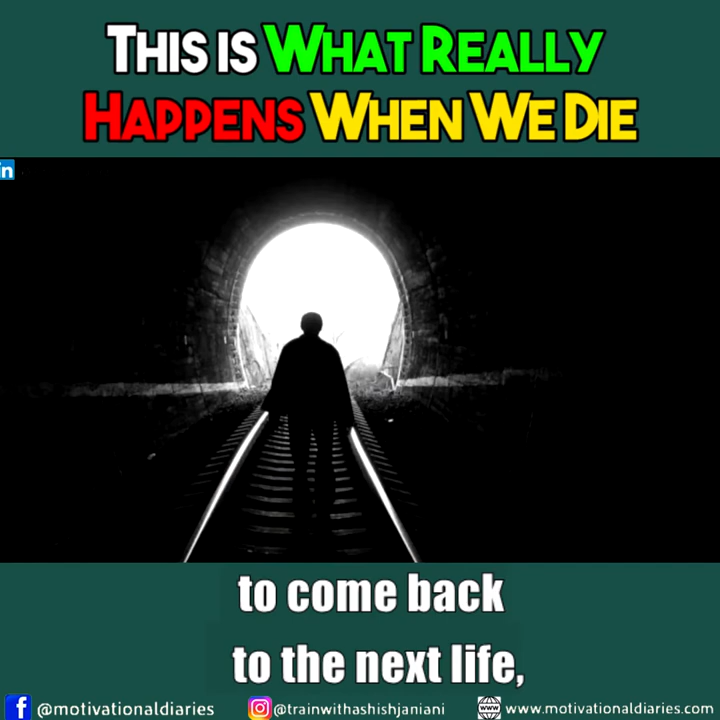 THIS IS WHAT REALLY
HAPPENS WHEN WE DIE
in
to come back
to the next life,
f @motivationaldiaries @trainwithashishjaniani www.motivationaldiaries.com